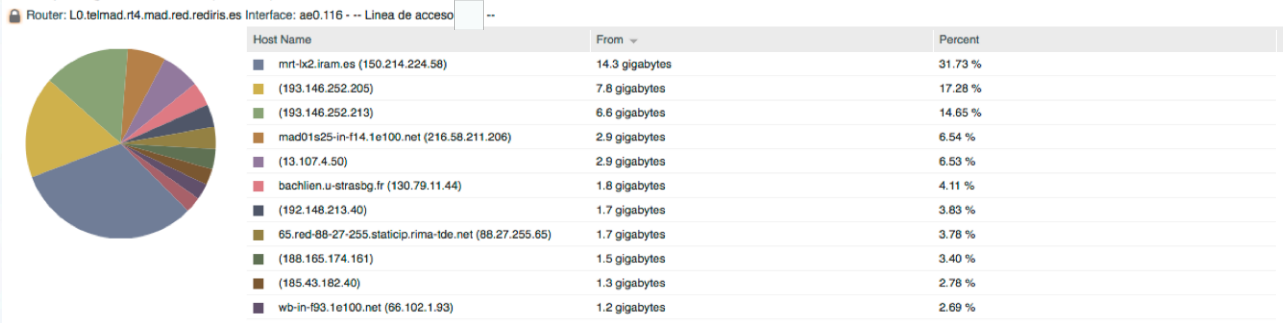 Router: L0.telmad.rt4.mad.red.rediris.es Interface: ae0.116 - -- Linea de acceso --
Host Name From Percent
mrt-lx2.iram.es (150.214.224.58) 14.3 gigabytes 31.73 %
(193.146.252.205) 7.8 gigabytes 17.28 %
(193.146.252.213) 6.6 gigabytes 14.65 %
mad01s25-in-f14.1e100.net (216.58.211.206) 2.9 gigabytes 6.54 %
(13.107.4.50) 2.9 gigabytes 6.53 %
bachlien.u-strasbg.fr (130.79.11.44) 1.8 gigabytes 4.11 %
(192.148.213.40) 1.7 gigabytes 3.83 %
65.red-88-27-255.staticip.rima-tde.net (88.27.255.65) 1.7 gigabytes 3.78 %
(188.165.174.161) 1.5 gigabytes 3.40 %
(185.43.182.40) 1.3 gigabytes 2.78 %
wb-in-f93.1e100.net (66.102.1.93) 1.2 gigabytes 2.69 %